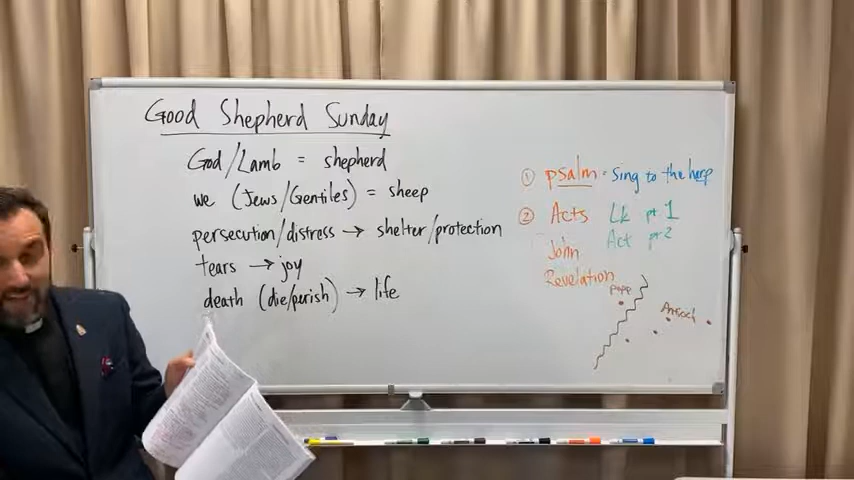 Good Shepherd Sunday
God/Lamb = shepherd
we (Jews/Gentiles) = sheep
persecution/distress → shelter/protection
tears → joy
death (die/perish) → life
① psalm = Sing to the harp
② Acts Lk pt 1
Act pt 2
John
Revelation
Antioch